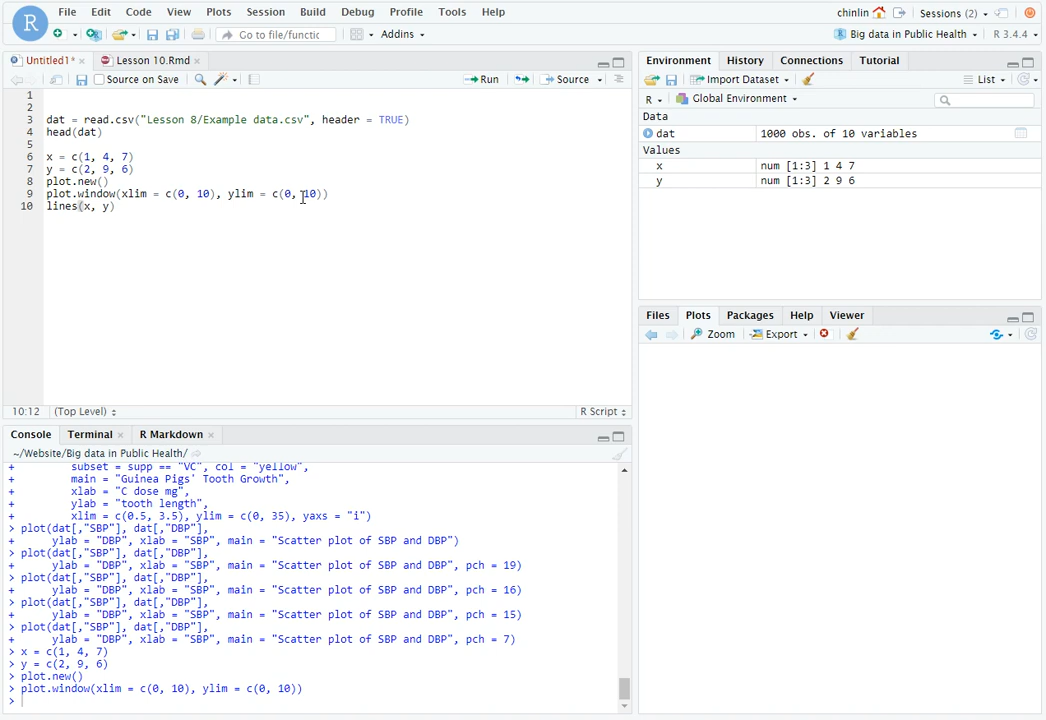 File Edit Code View Plots Session Build Debug Profile Tools Help
chinlin Sessions (2)
Go to file/functic Addins
Big data in Public Health R 3.4.4
Untitled1* Lesson 10.Rmd
Source on Save Run Source
1
2
3 dat = read.csv("Lesson 8/Example data.csv", header = TRUE)
4 head(dat)
5
6 x = c(1, 4, 7)
7 y = c(2, 9, 6)
8 plot.new()
9 plot.window(xlim = c(0, 10), ylim = c(0, 10))
10 lines(x, y)
10:12 (Top Level) R Script
Console Terminal R Markdown
~/Website/Big data in Public Health/
+ subset = supp == "VC", col = "yellow",
+ main = "Guinea Pigs' Tooth Growth",
+ xlab = "C dose mg",
+ ylab = "tooth length",
+ xlim = c(0.5, 3.5), ylim = c(0, 35), yaxs = "i")
> plot(dat[,"SBP"], dat[,"DBP"],
+ ylab = "DBP", xlab = "SBP", main = "Scatter plot of SBP and DBP")
> plot(dat[,"SBP"], dat[,"DBP"],
+ ylab = "DBP", xlab = "SBP", main = "Scatter plot of SBP and DBP", pch = 19)
> plot(dat[,"SBP"], dat[,"DBP"],
+ ylab = "DBP", xlab = "SBP", main = "Scatter plot of SBP and DBP", pch = 16)
> plot(dat[,"SBP"], dat[,"DBP"],
+ ylab = "DBP", xlab = "SBP", main = "Scatter plot of SBP and DBP", pch = 15)
> plot(dat[,"SBP"], dat[,"DBP"],
+ ylab = "DBP", xlab = "SBP", main = "Scatter plot of SBP and DBP", pch = 7)
> x = c(1, 4, 7)
> y = c(2, 9, 6)
> plot.new()
> plot.window(xlim = c(0, 10), ylim = c(0, 10))
>
Environment History Connections Tutorial
Import Dataset List
R Global Environment
Data
dat 1000 obs. of 10 variables
Values
x num [1:3] 1 4 7
y num [1:3] 2 9 6
Files Plots Packages Help Viewer
Zoom Export